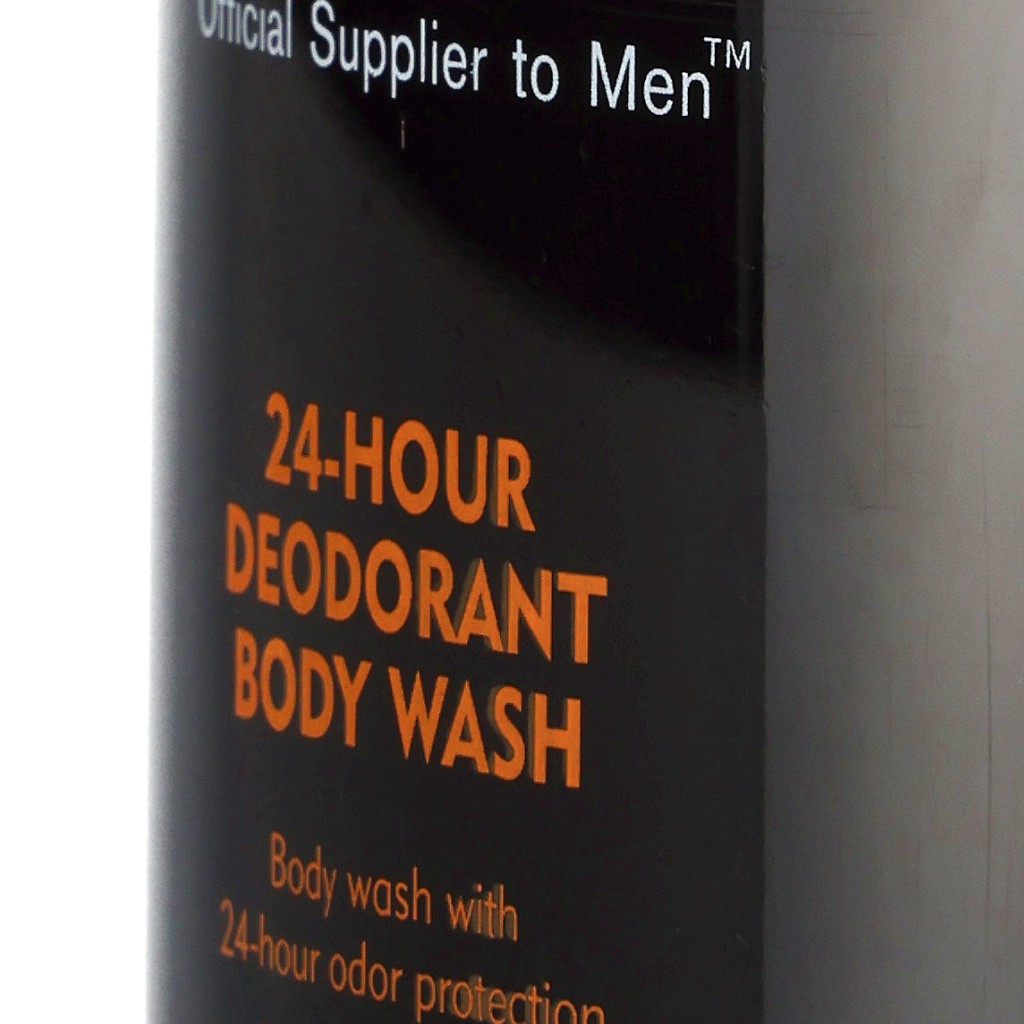 Official Supplier to Men™
24-HOUR
DEODORANT
BODY WASH
Body wash with
24-hour odor protection